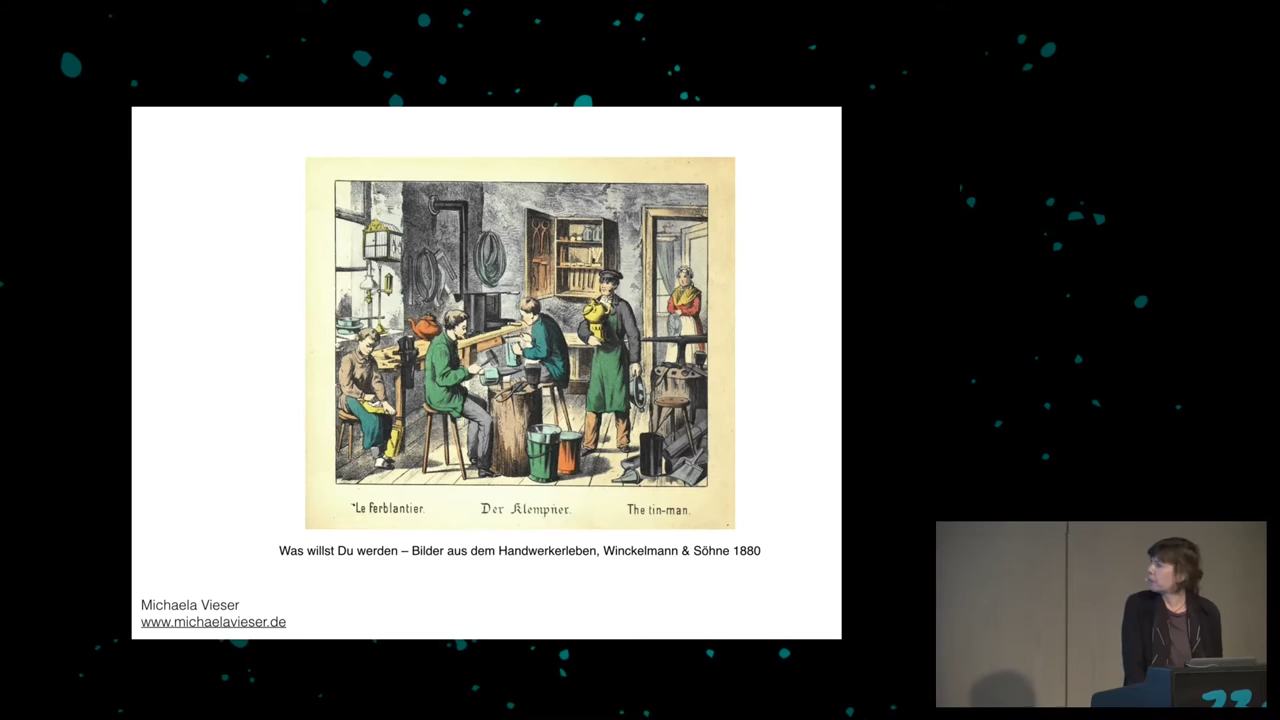 Le ferblantier. Der Klempner. The tin-man.
Was willst Du werden – Bilder aus dem Handwerkerleben, Winckelmann & Söhne 1880
Michaela Vieser
www.michaelavieser.de